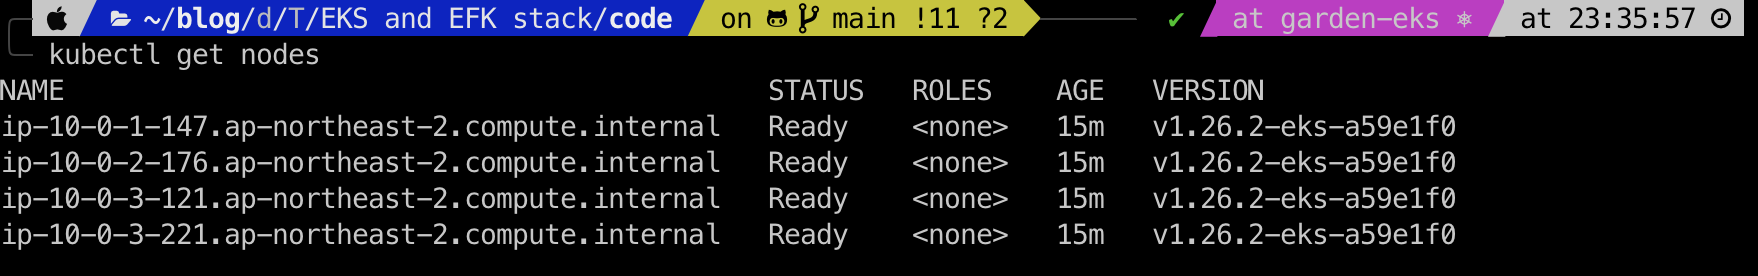 ~/blog/d/T/EKS and EFK stack/code on main !11 ?2 ✔ at garden-eks ⎈ at 23:35:57
kubectl get nodes
NAME STATUS ROLES AGE VERSION
ip-10-0-1-147.ap-northeast-2.compute.internal Ready <none> 15m v1.26.2-eks-a59e1f0
ip-10-0-2-176.ap-northeast-2.compute.internal Ready <none> 15m v1.26.2-eks-a59e1f0
ip-10-0-3-121.ap-northeast-2.compute.internal Ready <none> 15m v1.26.2-eks-a59e1f0
ip-10-0-3-221.ap-northeast-2.compute.internal Ready <none> 15m v1.26.2-eks-a59e1f0